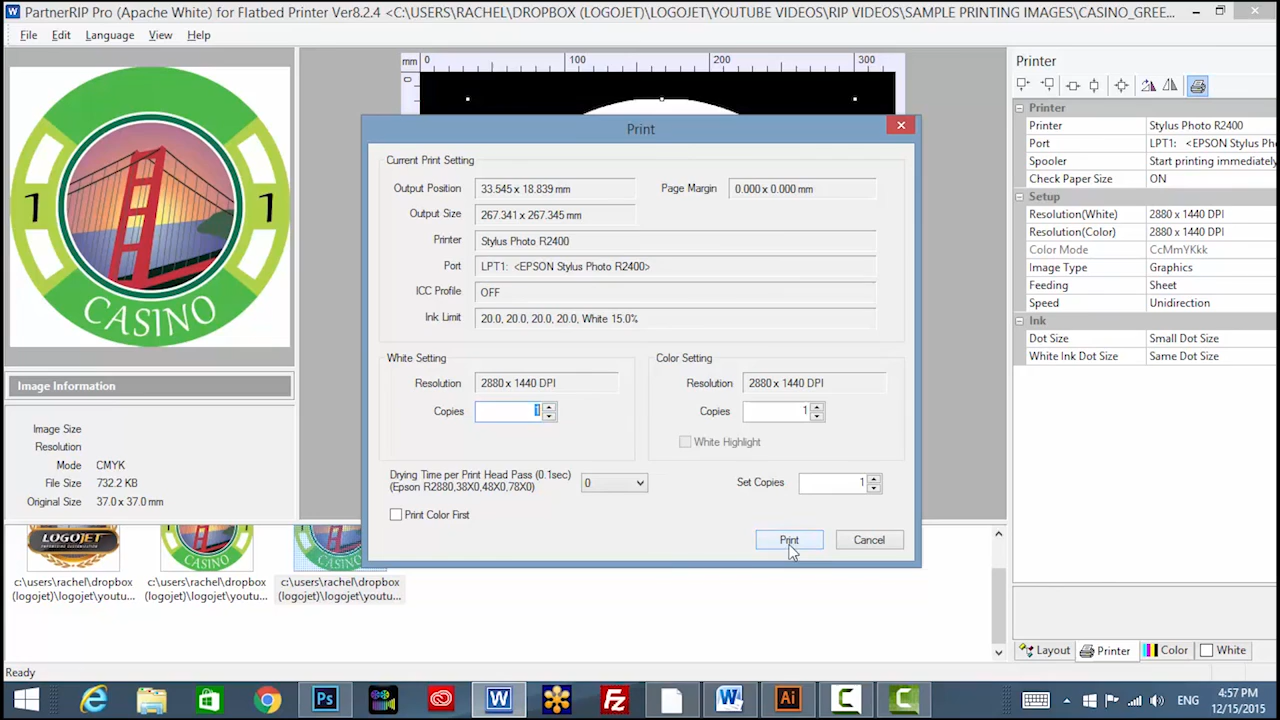 PartnerRIP Pro (Apache White) for Flatbed Printer Ver8.2.4 <C:\USERS\RACHEL\DROPBOX (LOGOJET)\LOGOJET\YOUTUBE VIDEOS\RIP VIDEOS\SAMPLE PRINTING IMAGES\CASINO_GREE...
File Edit Language View Help
1 1
CASINO
Image Information
Image Size
Resolution
Mode CMYK
File Size 732.2 KB
Original Size 37.0 x 37.0 mm
mm 0 100 200 300
0
Print
Current Print Setting
Output Position 33.545 x 18.839 mm Page Margin 0.000 x 0.000 mm
Output Size 267.341 x 267.345 mm
Printer Stylus Photo R2400
Port LPT1: <EPSON Stylus Photo R2400>
ICC Profile OFF
Ink Limit 20.0, 20.0, 20.0, 20.0, White 15.0%
White Setting Color Setting
Resolution 2880 x 1440 DPI Resolution 2880 x 1440 DPI
Copies 1 Copies 1
White Highlight
Drying Time per Print Head Pass (0.1sec)
(Epson R2880,38X0,48X0,78X0) 0 Set Copies 1
Print Color First
Print Cancel
Printer
Printer
Printer Stylus Photo R2400
Port LPT1: <EPSON Stylus Ph
Spooler Start printing immediately
Check Paper Size ON
Setup
Resolution(White) 2880 x 1440 DPI
Resolution(Color) 2880 x 1440 DPI
Color Mode CcMmYKkk
Image Type Graphics
Feeding Sheet
Speed Unidirection
Ink
Dot Size Small Dot Size
White Ink Dot Size Same Dot Size
LOGOJET CASINO CASINO
c:\users\rachel\dropbox c:\users\rachel\dropbox c:\users\rachel\dropbox
(logojet)\logojet\youtu... (logojet)\logojet\youtu... (logojet)\logojet\youtu...
Layout Printer Color White
Ready
Ps W Fz W Ai C C ENG 4:57 PM
12/15/2015